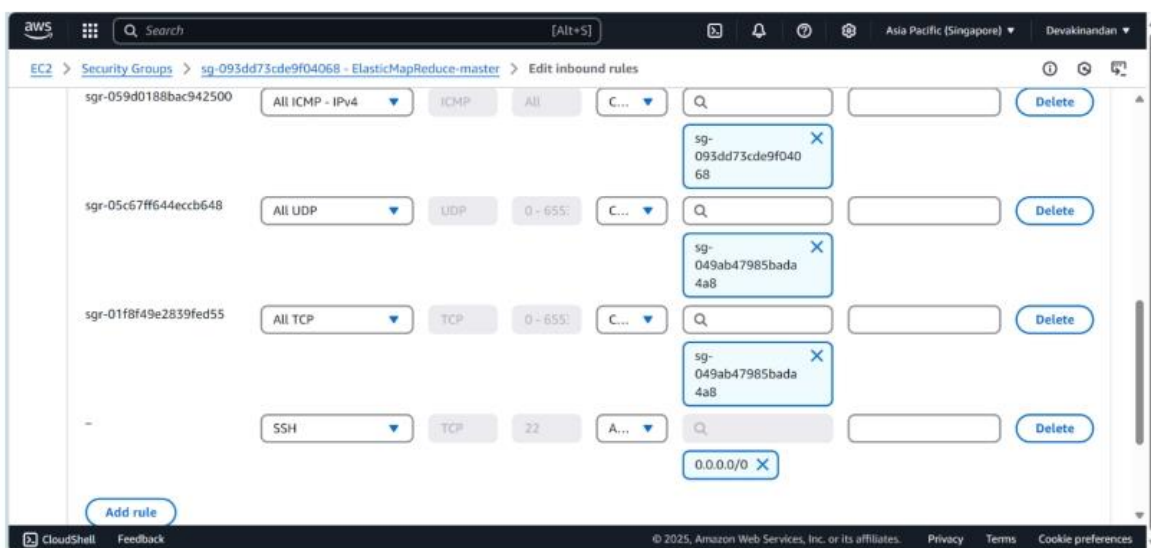 aws
Search [Alt+S] Asia Pacific (Singapore) Devakinandan
EC2 > Security Groups > sg-093dd73cde9f04068 - ElasticMapReduce-master > Edit inbound rules
sgr-059d0188bac942500 All ICMP - IPv4 ICMP All C... Delete
sg-
093dd73cde9f040
68
sgr-05c67ff644eccb648 All UDP UDP 0 - 655 C... Delete
sg-
049ab47985bada
4a8
sgr-01f8f49e2839fed55 All TCP TCP 0 - 655 C... Delete
sg-
049ab47985bada
4a8
– SSH TCP 22 A... Delete
0.0.0.0/0
Add rule
CloudShell Feedback © 2025, Amazon Web Services, Inc. or its affiliates. Privacy Terms Cookie preferences